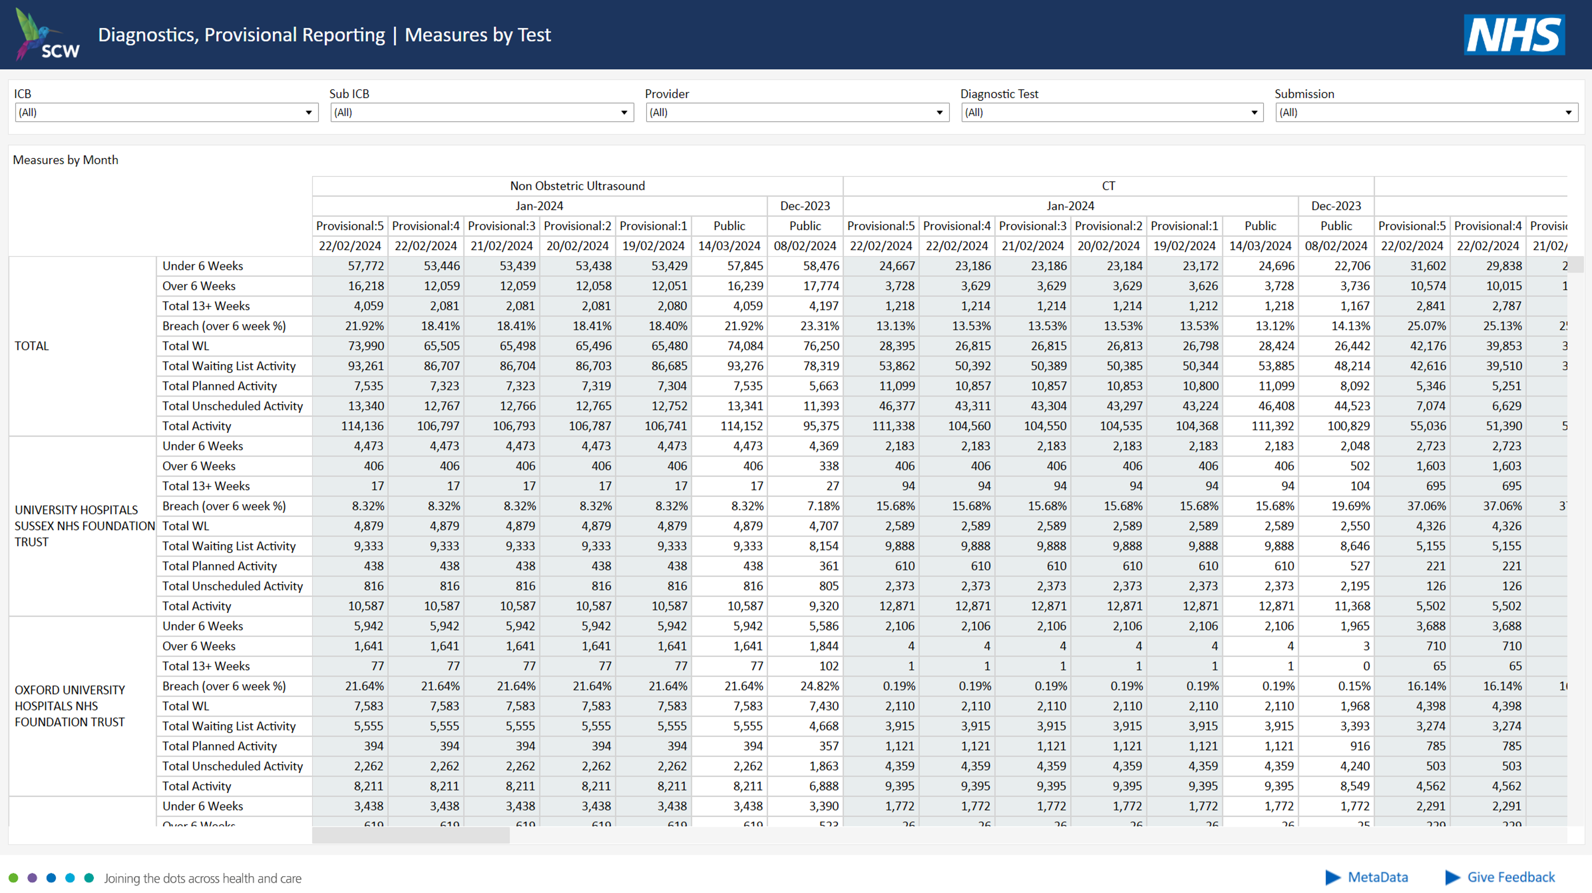 SCW
Diagnostics, Provisional Reporting | Measures by Test
NHS
ICB Sub ICB Provider Diagnostic Test Submission
(All) (All) (All) (All) (All)
Measures by Month
Non Obstetric Ultrasound CT
Jan-2024 Dec-2023 Jan-2024 Dec-2023
Provisional:5 Provisional:4 Provisional:3 Provisional:2 Provisional:1 Public Public Provisional:5 Provisional:4 Provisional:3 Provisional:2 Provisional:1 Public Public Provisional:5 Provisional:4
22/02/2024 22/02/2024 21/02/2024 20/02/2024 19/02/2024 14/03/2024 08/02/2024 22/02/2024 22/02/2024 21/02/2024 20/02/2024 19/02/2024 14/03/2024 08/02/2024 22/02/2024 22/02/2024
TOTAL
Under 6 Weeks 57,772 53,446 53,439 53,438 53,429 57,845 58,476 24,667 23,186 23,186 23,184 23,172 24,696 22,706 31,602 29,838
Over 6 Weeks 16,218 12,059 12,059 12,058 12,051 16,239 17,774 3,728 3,629 3,629 3,629 3,626 3,728 3,736 10,574 10,015
Total 13+ Weeks 4,059 2,081 2,081 2,081 2,080 4,059 4,197 1,218 1,214 1,214 1,214 1,212 1,218 1,167 2,841 2,787
Breach (over 6 week %) 21.92% 18.41% 18.41% 18.41% 18.40% 21.92% 23.31% 13.13% 13.53% 13.53% 13.53% 13.53% 13.12% 14.13% 25.07% 25.13%
Total WL 73,990 65,505 65,498 65,496 65,480 74,084 76,250 28,395 26,815 26,815 26,813 26,798 28,424 26,442 42,176 39,853
Total Waiting List Activity 93,261 86,707 86,704 86,703 86,685 93,276 78,319 53,862 50,392 50,389 50,385 50,344 53,885 48,214 42,616 39,510
Total Planned Activity 7,535 7,323 7,323 7,319 7,304 7,535 5,663 11,099 10,857 10,857 10,853 10,800 11,099 8,092 5,346 5,251
Total Unscheduled Activity 13,340 12,767 12,766 12,765 12,752 13,341 11,393 46,377 43,311 43,304 43,297 43,224 46,408 44,523 7,074 6,629
Total Activity 114,136 106,797 106,793 106,787 106,741 114,152 95,375 111,338 104,560 104,550 104,535 104,368 111,392 100,829 55,036 51,390
UNIVERSITY HOSPITALS
SUSSEX NHS FOUNDATION
TRUST
Under 6 Weeks 4,473 4,473 4,473 4,473 4,473 4,473 4,369 2,183 2,183 2,183 2,183 2,183 2,183 2,048 2,723 2,723
Over 6 Weeks 406 406 406 406 406 406 338 406 406 406 406 406 406 502 1,603 1,603
Total 13+ Weeks 17 17 17 17 17 17 27 94 94 94 94 94 94 104 695 695
Breach (over 6 week %) 8.32% 8.32% 8.32% 8.32% 8.32% 8.32% 7.18% 15.68% 15.68% 15.68% 15.68% 15.68% 15.68% 19.69% 37.06% 37.06%
Total WL 4,879 4,879 4,879 4,879 4,879 4,879 4,707 2,589 2,589 2,589 2,589 2,589 2,589 2,550 4,326 4,326
Total Waiting List Activity 9,333 9,333 9,333 9,333 9,333 9,333 8,154 9,888 9,888 9,888 9,888 9,888 9,888 8,646 5,155 5,155
Total Planned Activity 438 438 438 438 438 438 361 610 610 610 610 610 610 527 221 221
Total Unscheduled Activity 816 816 816 816 816 816 805 2,373 2,373 2,373 2,373 2,373 2,373 2,195 126 126
Total Activity 10,587 10,587 10,587 10,587 10,587 10,587 9,320 12,871 12,871 12,871 12,871 12,871 12,871 11,368 5,502 5,502
OXFORD UNIVERSITY
HOSPITALS NHS
FOUNDATION TRUST
Under 6 Weeks 5,942 5,942 5,942 5,942 5,942 5,942 5,586 2,106 2,106 2,106 2,106 2,106 2,106 1,965 3,688 3,688
Over 6 Weeks 1,641 1,641 1,641 1,641 1,641 1,641 1,844 4 4 4 4 4 4 3 710 710
Total 13+ Weeks 77 77 77 77 77 77 102 1 1 1 1 1 1 0 65 65
Breach (over 6 week %) 21.64% 21.64% 21.64% 21.64% 21.64% 21.64% 24.82% 0.19% 0.19% 0.19% 0.19% 0.19% 0.19% 0.15% 16.14% 16.14%
Total WL 7,583 7,583 7,583 7,583 7,583 7,583 7,430 2,110 2,110 2,110 2,110 2,110 2,110 1,968 4,398 4,398
Total Waiting List Activity 5,555 5,555 5,555 5,555 5,555 5,555 4,668 3,915 3,915 3,915 3,915 3,915 3,915 3,393 3,274 3,274
Total Planned Activity 394 394 394 394 394 394 357 1,121 1,121 1,121 1,121 1,121 1,121 916 785 785
Total Unscheduled Activity 2,262 2,262 2,262 2,262 2,262 2,262 1,863 4,359 4,359 4,359 4,359 4,359 4,359 4,240 503 503
Total Activity 8,211 8,211 8,211 8,211 8,211 8,211 6,888 9,395 9,395 9,395 9,395 9,395 9,395 8,549 4,562 4,562
Under 6 Weeks 3,438 3,438 3,438 3,438 3,438 3,438 3,390 1,772 1,772 1,772 1,772 1,772 1,772 1,772 2,291 2,291
Over 6 Weeks
Joining the dots across health and care
MetaData Give Feedback